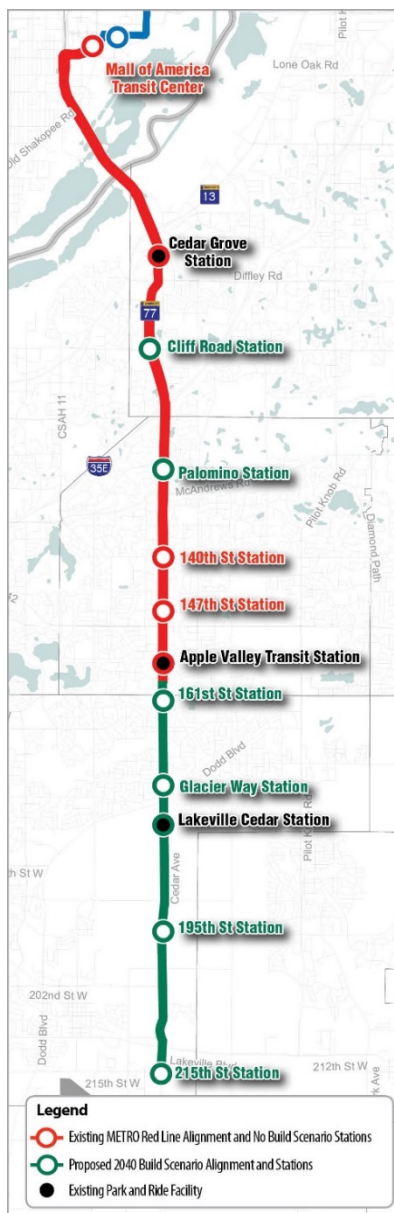 Pilot K
Mall of America
Transit Center
Lone Oak Rd
Old Shakopee Rd
13
Cedar Grove
Station
Diffley Rd
77
Cliff Road Station
CSAH 11
35E
Palomino Station
McAndrews Rd
Pilot Knob Rd
Diamond Path
140th St Station
42
147th St Station
Apple Valley Transit Station
161st St Station
Dodd Blvd
Glacier Way Station
Pilot Knob Rd
Lakeville Cedar Station
th St W
Cedar Ave
195th St Station
202nd St W
Dodd Blvd
Lakeville Blvd
212th St W
215th St W
215th St Station
Legend
Existing METRO Red Line Alignment and No Build Scenario Stations
Proposed 2040 Build Scenario Alignment and Stations
Existing Park and Ride Facility